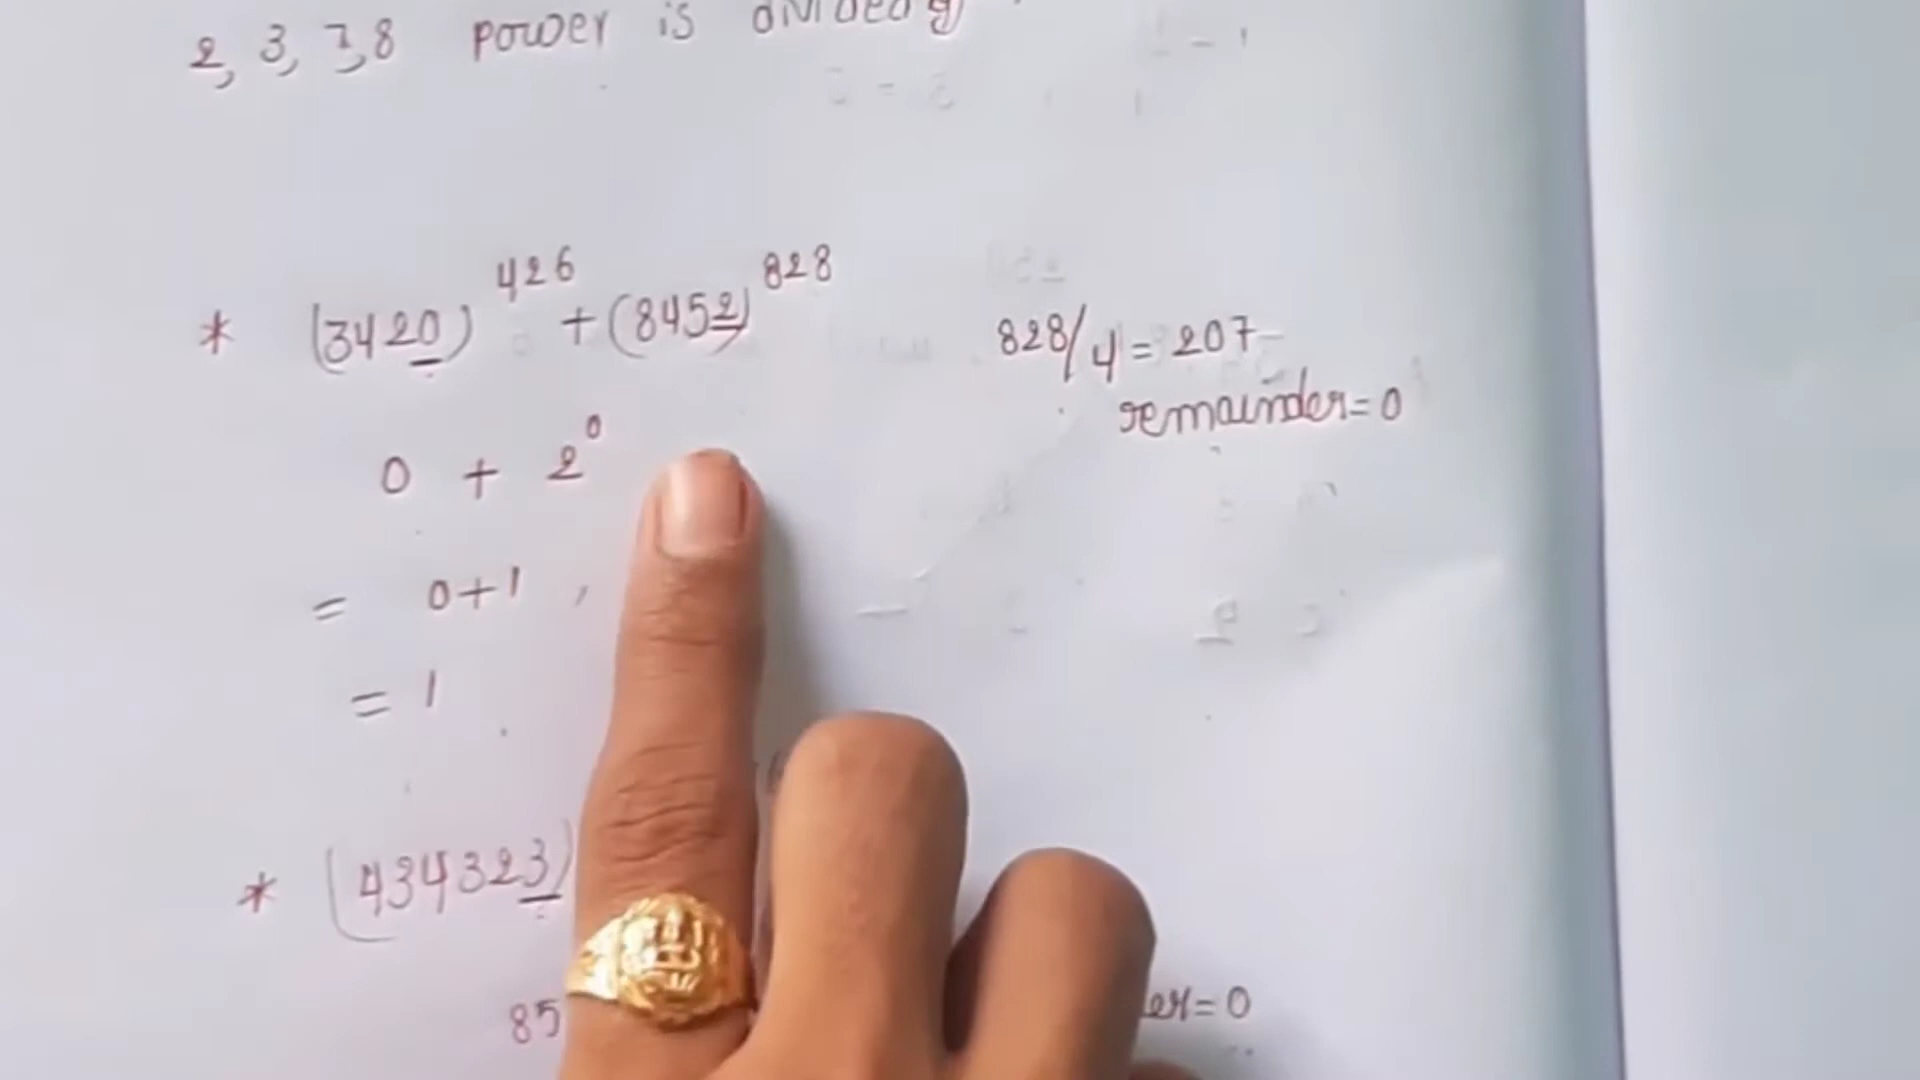 2, 3, 7, 8 power is
* (3420)^426 + (8452)^828
828/4 = 207
remainder = 0
0 + 2^0
= 0+1
= 1
* (434323)
85
er = 0